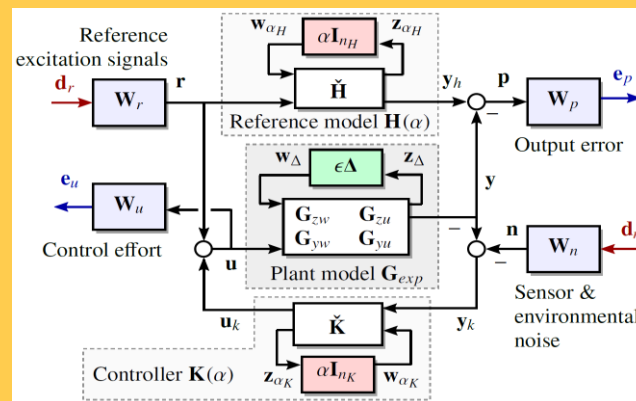 Reference
excitation signals
d_r
W_r
r
w_{α_H}
αI_{n_H}
z_{α_H}
Ȟ
Reference model H(α)
y_h
p
−
W_p
e_p
Output error
e_u
W_u
Control effort
u
w_Δ
ϵΔ
z_Δ
G_{zw} G_{zu}
G_{yw} G_{yu}
Plant model G_{exp}
y
−
n
−
W_n
Sensor &
environmental
noise
u_k
Ǩ
y_k
z_{α_K}
αI_{n_K}
w_{α_K}
Controller K(α)